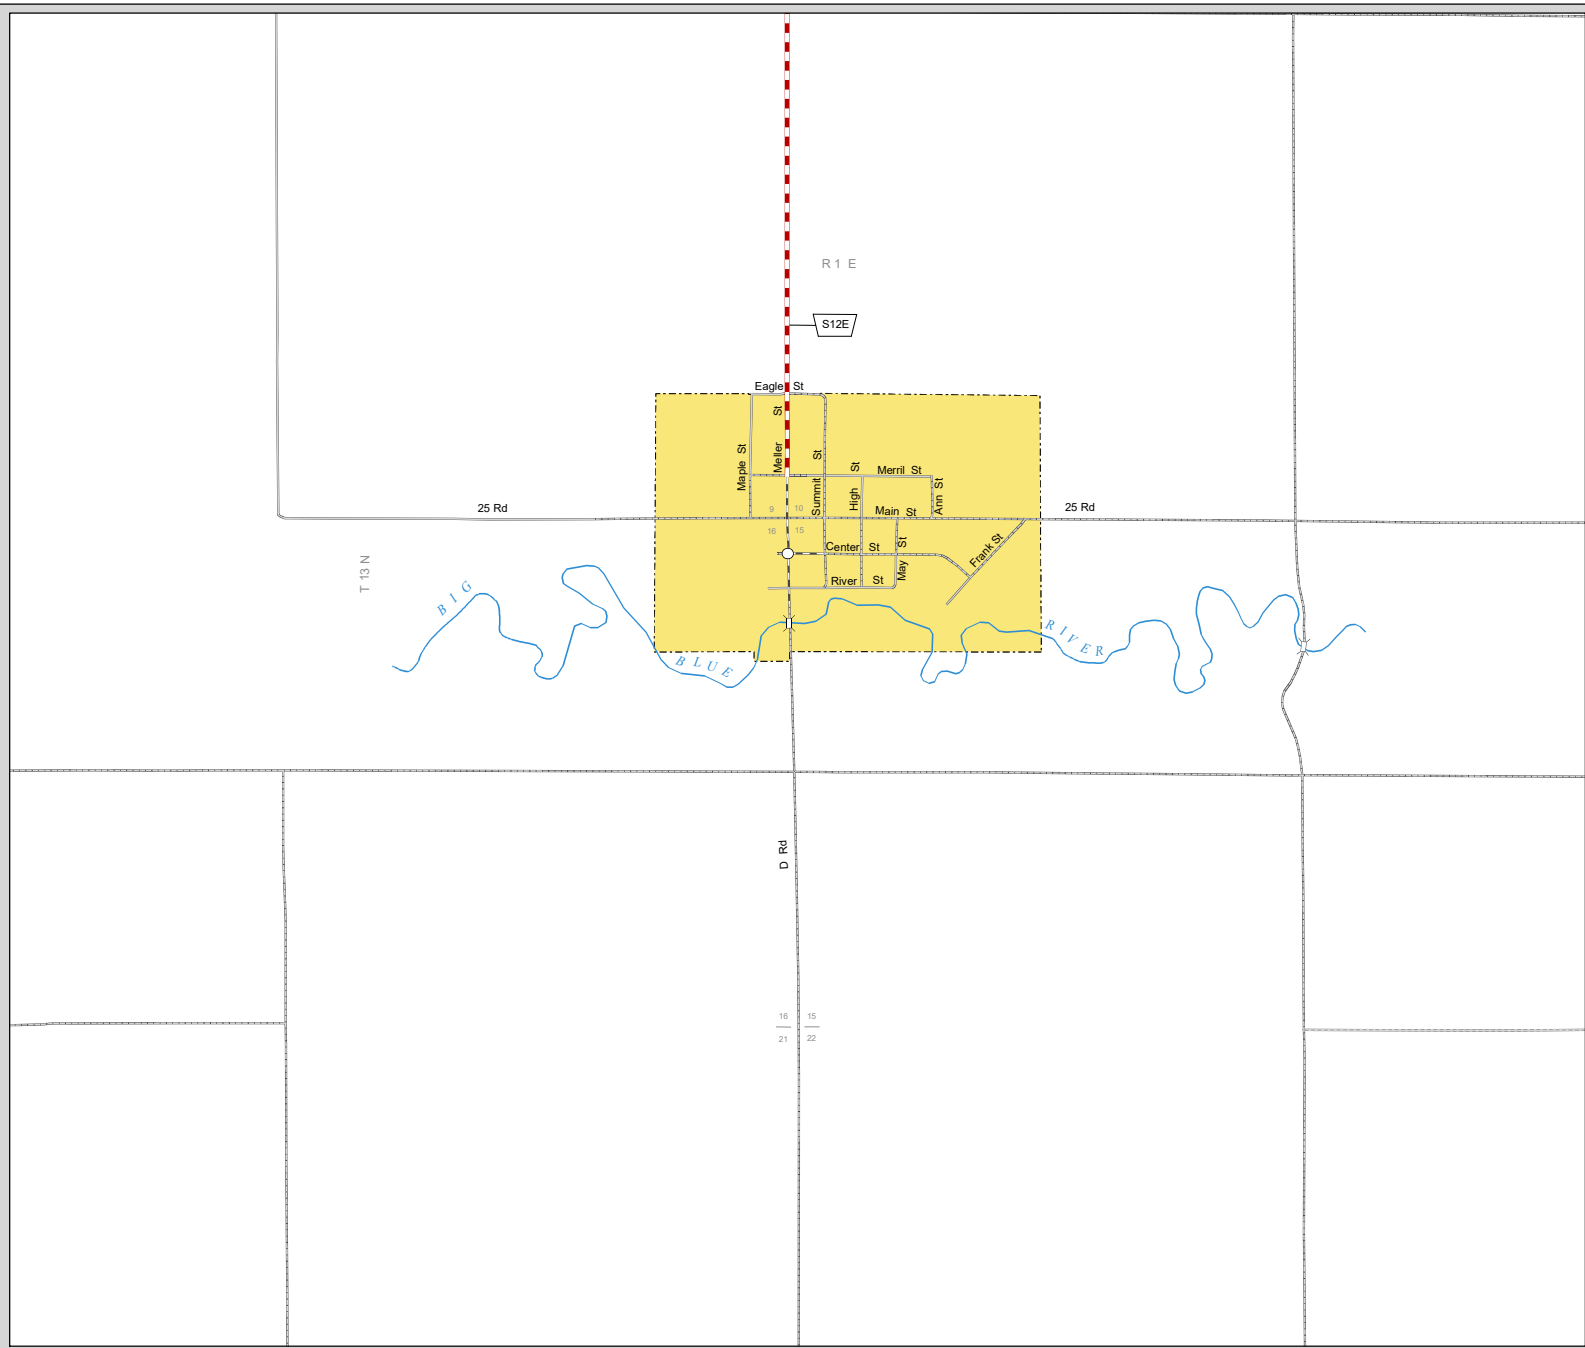 R 1 E
S12E
Eagle St
Maple St
Meller St
Summit St
High St
Merril St
Ann St
25 Rd
9
10
Main St
25 Rd
16
15
Center St
May St
Frank St
River St
T 13 N
BIG
BLUE
RIVER
D Rd
16
15
21
22